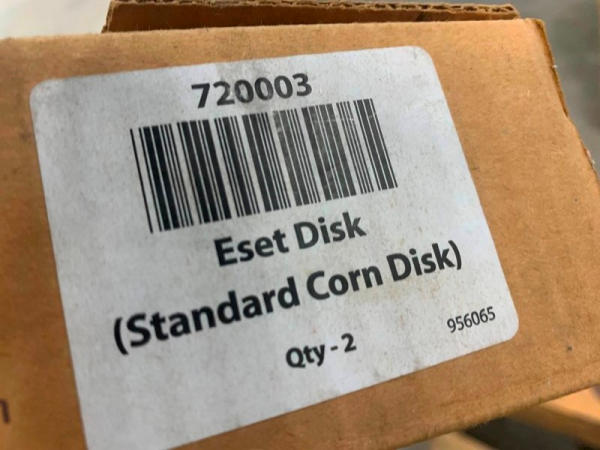 720003
Eset Disk
(Standard Corn Disk)
Qty - 2
956065